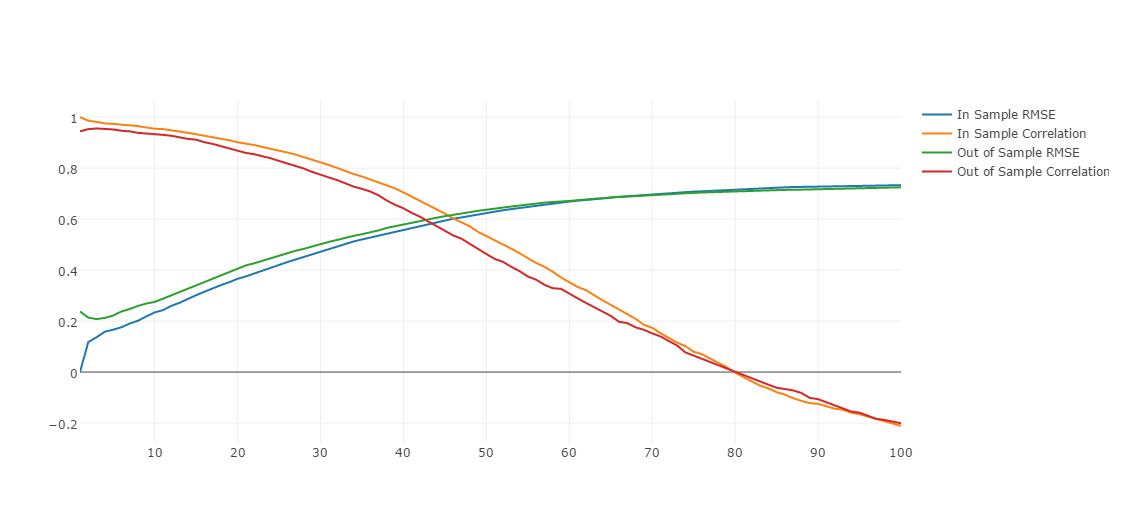 1
0.8
0.6
0.4
0.2
0
−0.2
10 20 30 40 50 60 70 80 90 100
In Sample RMSE
In Sample Correlation
Out of Sample RMSE
Out of Sample Correlation